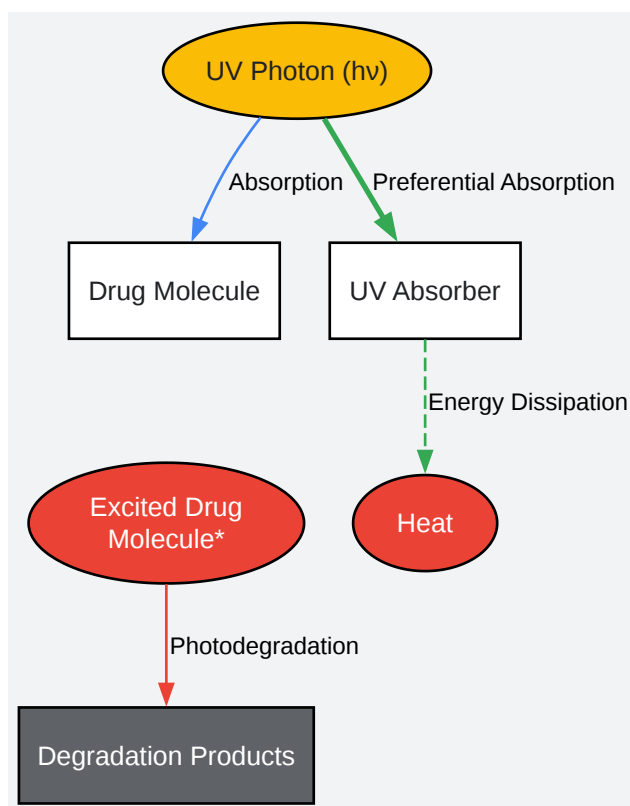 UV Photon (hν)
Absorption
Preferential Absorption
Drug Molecule
UV Absorber
Energy Dissipation
Excited Drug
Molecule*
Heat
Photodegradation
Degradation Products